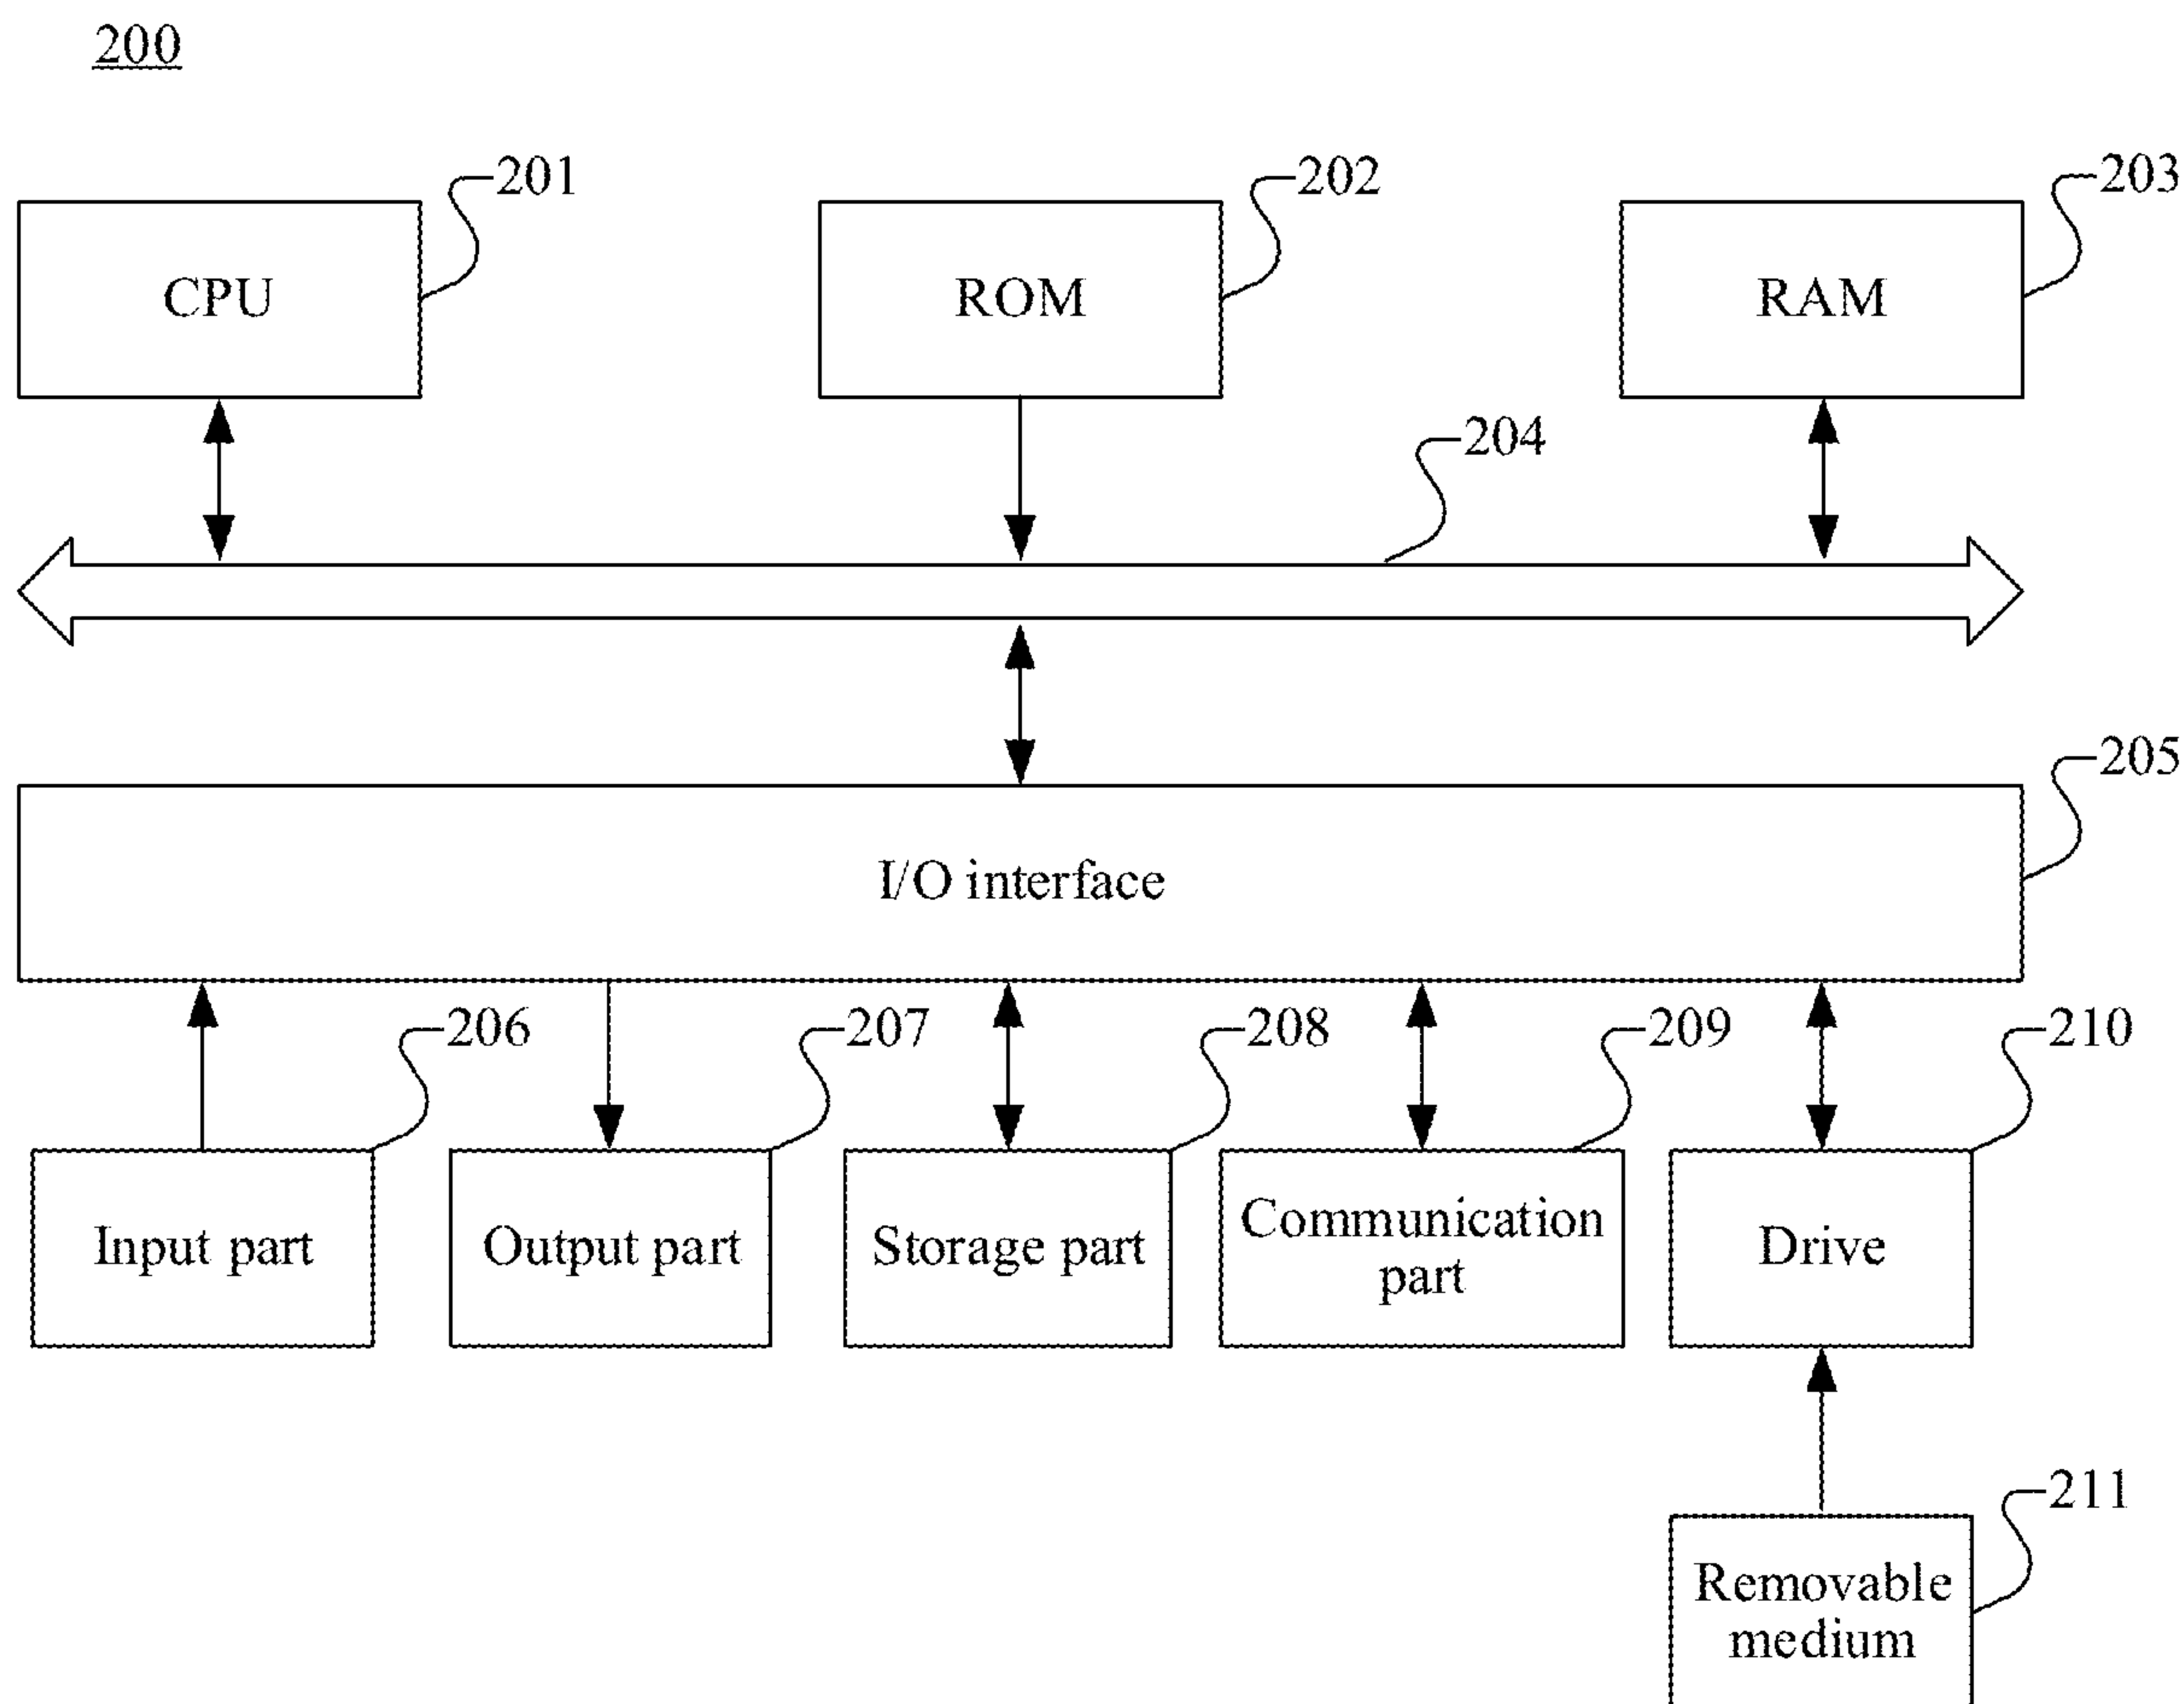 200
201
202
203
CPU
ROM
RAM
204
205
I/O interface
206
207
208
209
210
Input part
Output part
Storage part
Communication
part
Drive
211
Removable
medium